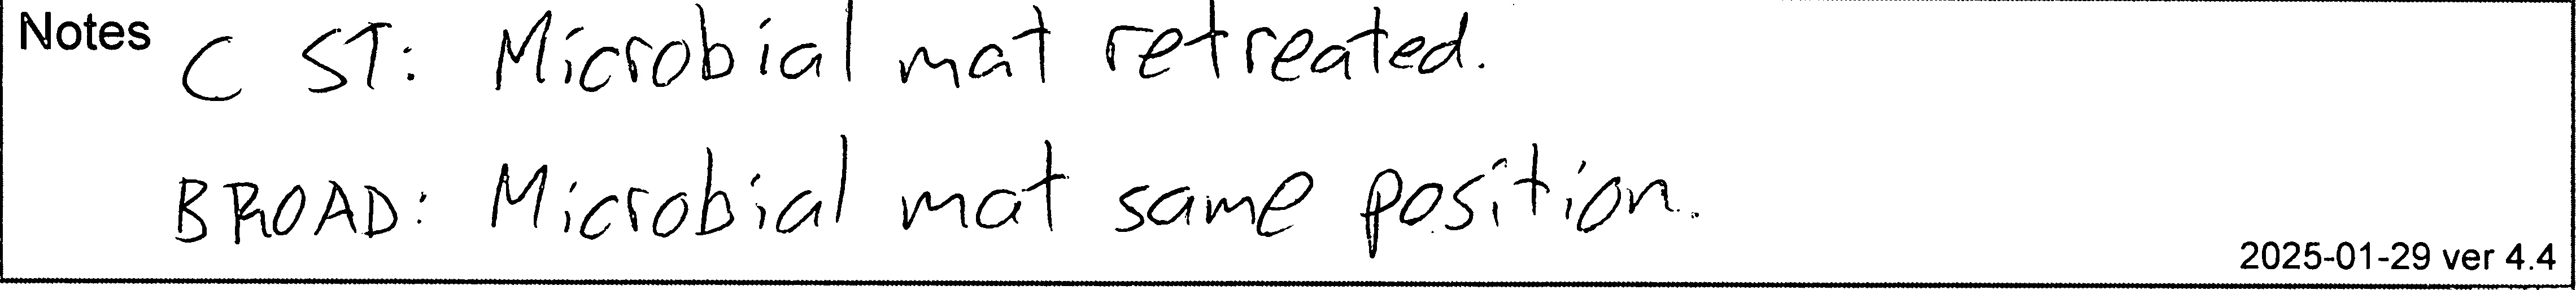 Notes C ST: Microbial mat retreated.
BROAD: Microbial mat same position.
2025-01-29 ver 4.4